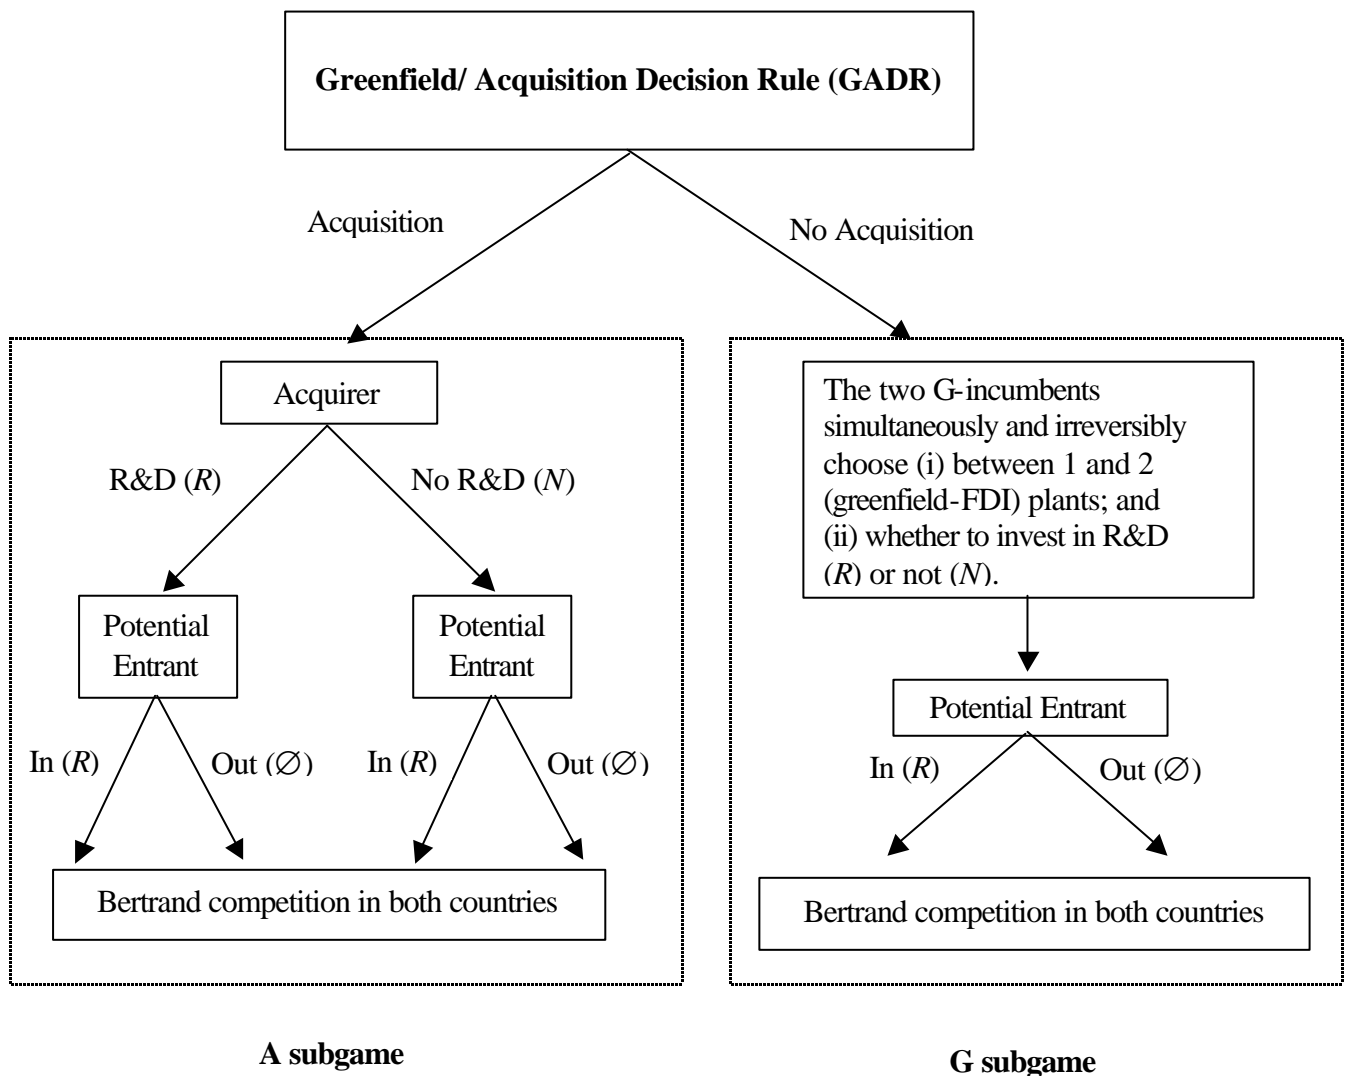 Greenfield/ Acquisition Decision Rule (GADR)
Acquisition
No Acquisition
Acquirer
R&D (R)
No R&D (N)
Potential
Entrant
Potential
Entrant
In (R)
Out (∅)
In (R)
Out (∅)
Bertrand competition in both countries
A subgame
The two G-incumbents
simultaneously and irreversibly
choose (i) between 1 and 2
(greenfield-FDI) plants; and
(ii) whether to invest in R&D
(R) or not (N).
Potential Entrant
In (R)
Out (∅)
Bertrand competition in both countries
G subgame